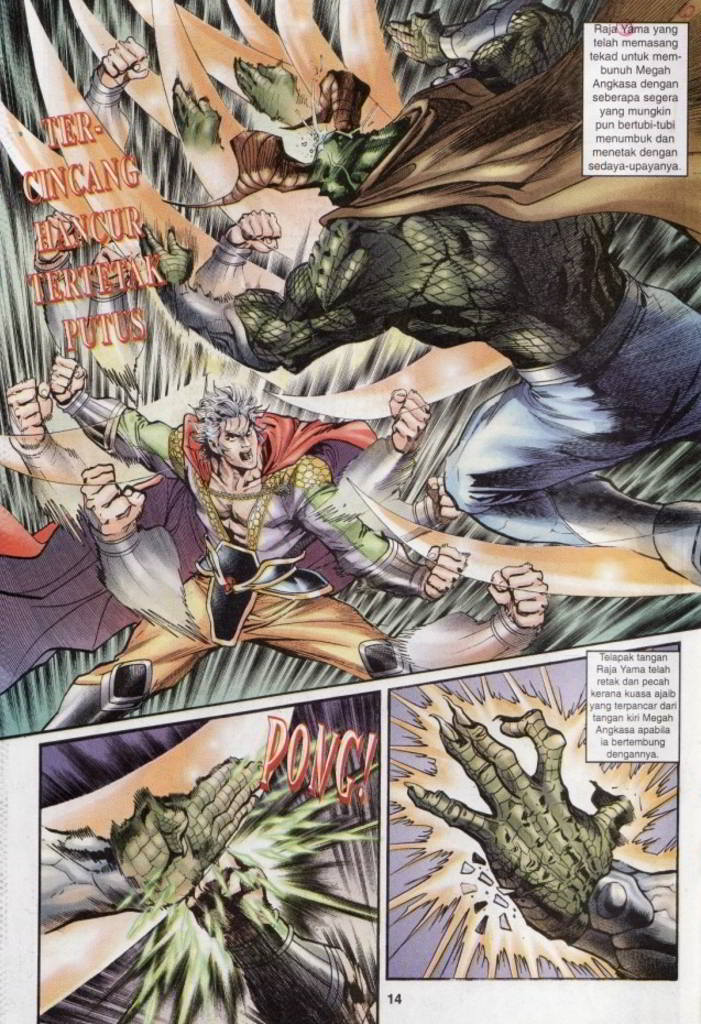 Raja Yama yang
telah memasang
tekad untuk mem-
bunuh Megah
Angkasa dengan
seberapa segera
yang mungkin
pun bertubi-tubi
menumbuk dan
menetak dengan
sedaya-upayanya.
TER-
CINCANG
HANCUR
TERTETAK
PUTUS
Telapak tangan
Raja Yama telah
retak dan pecah
kerana kuasa ajaib
yang terpancar dari
tangan kiri Megah
Angkasa apabila
ia bertembung
dengannya.
PONG!
14